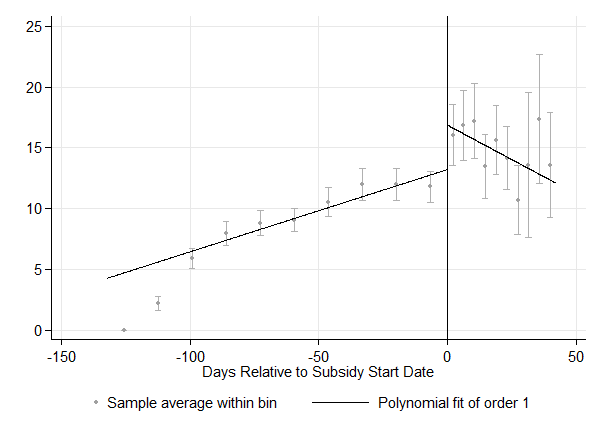 25
20
15
10
5
0
-150 -100 -50 0 50
Days Relative to Subsidy Start Date
Sample average within bin Polynomial fit of order 1